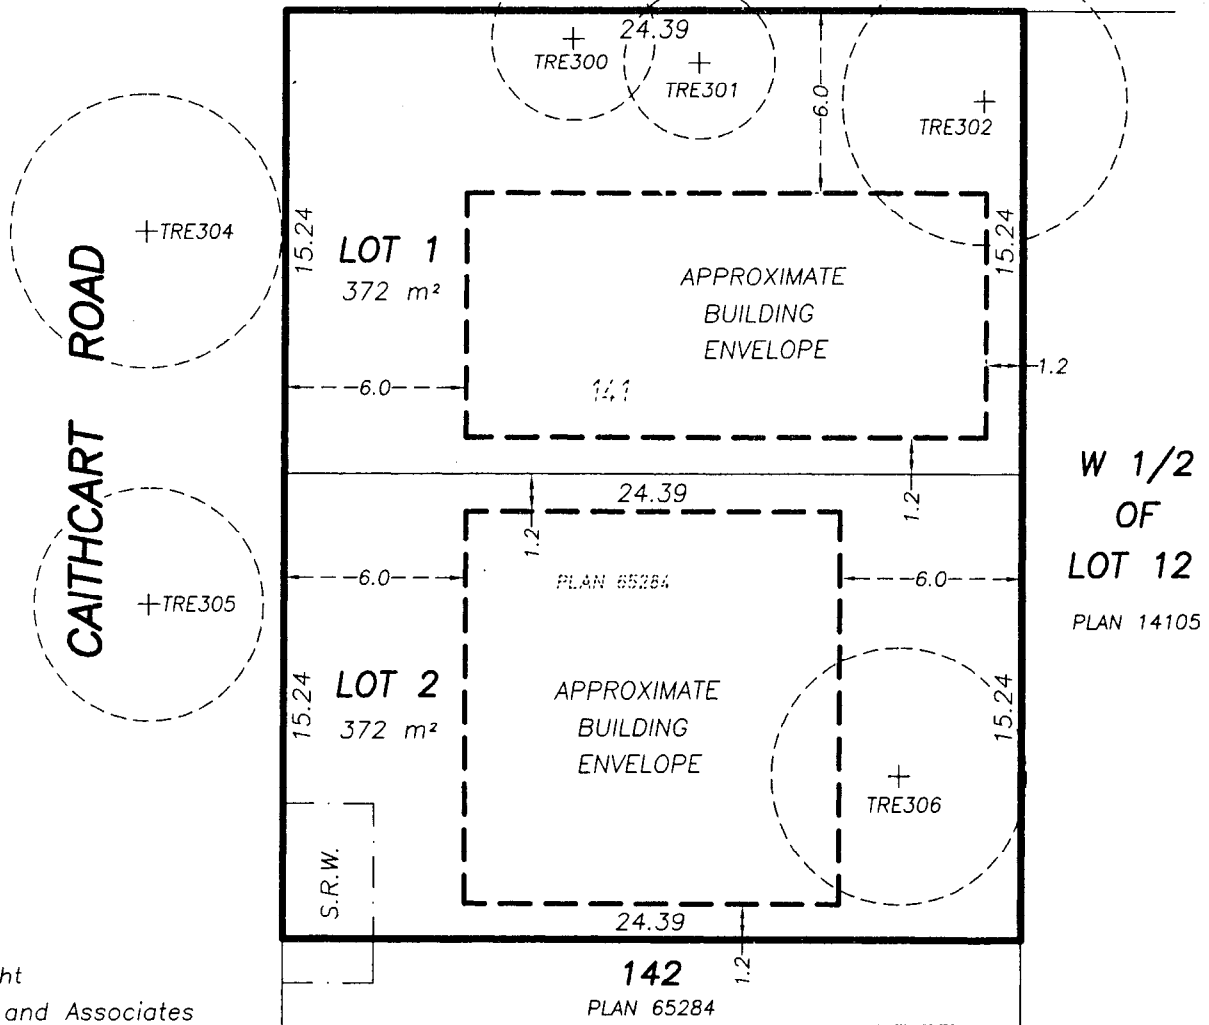 24.39
TRE300
TRE301
6.0
TRE302
TRE304
15.24
LOT 1
372 m²
APPROXIMATE
BUILDING
ENVELOPE
15.24
CAITHCART ROAD
6.0
141
1.2
W 1/2
OF
LOT 12
PLAN 14105
24.39
1.2
1.2
6.0
PLAN 65284
6.0
TRE305
15.24
LOT 2
372 m²
APPROXIMATE
BUILDING
ENVELOPE
15.24
TRE306
S.R.W.
24.39
1.2
142
PLAN 65284
ht
and Associates